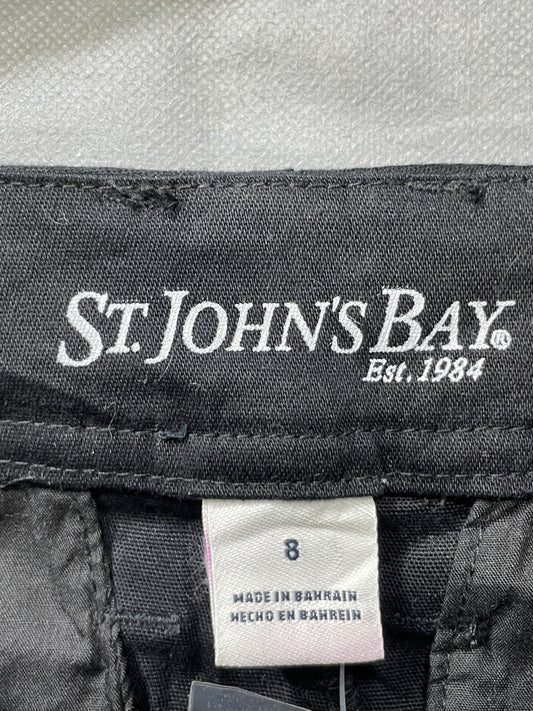 ST. JOHN'S BAY®
Est. 1984
8
MADE IN BAHRAIN
HECHO EN BAHREIN